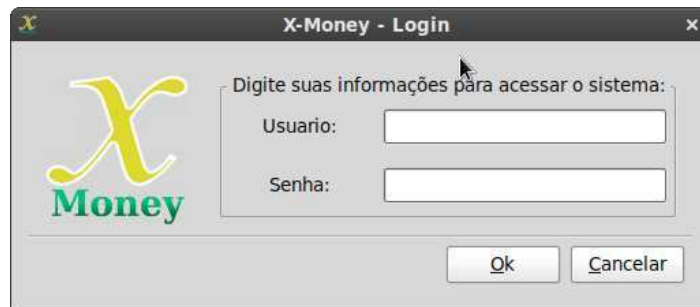 X-Money - Login
X
Money
Digite suas informações para acessar o sistema:
Usuario:
Senha:
Ok
Cancelar